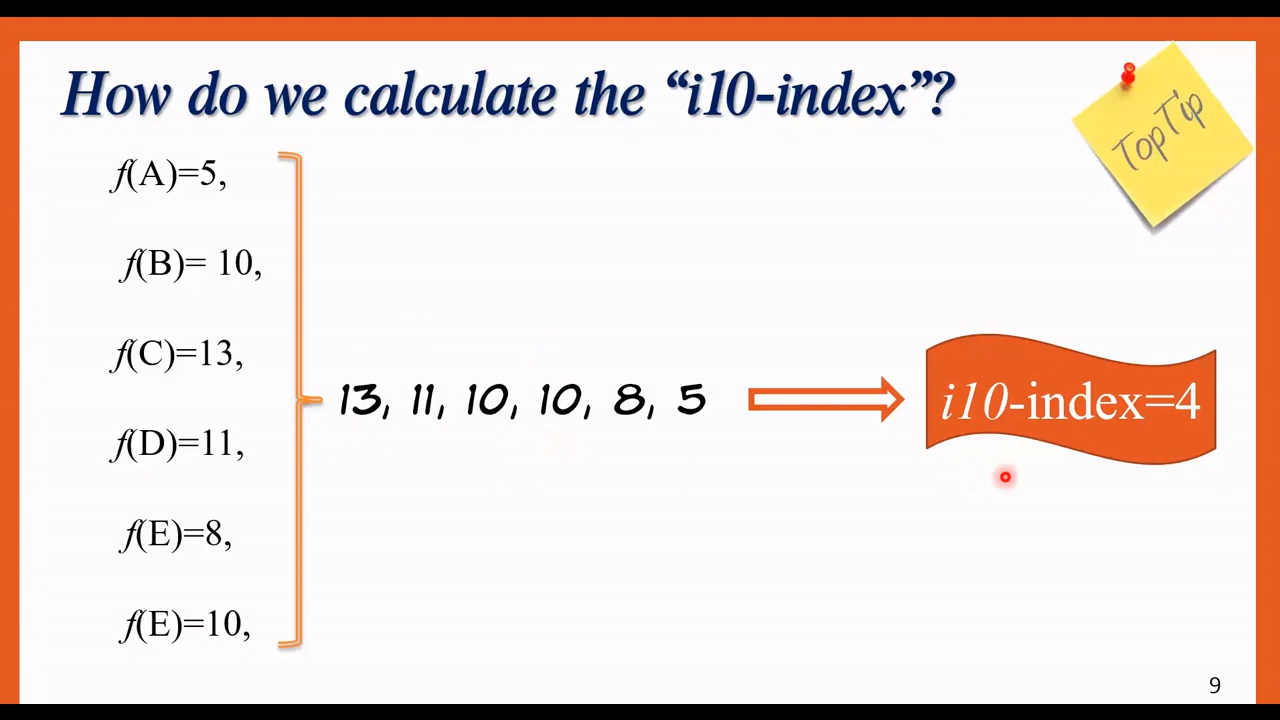 How do we calculate the “i10-index”?
TopTip
f(A)=5,
f(B)= 10,
f(C)=13,
f(D)=11,
f(E)=8,
f(E)=10,
13, 11, 10, 10, 8, 5
i10-index=4
9